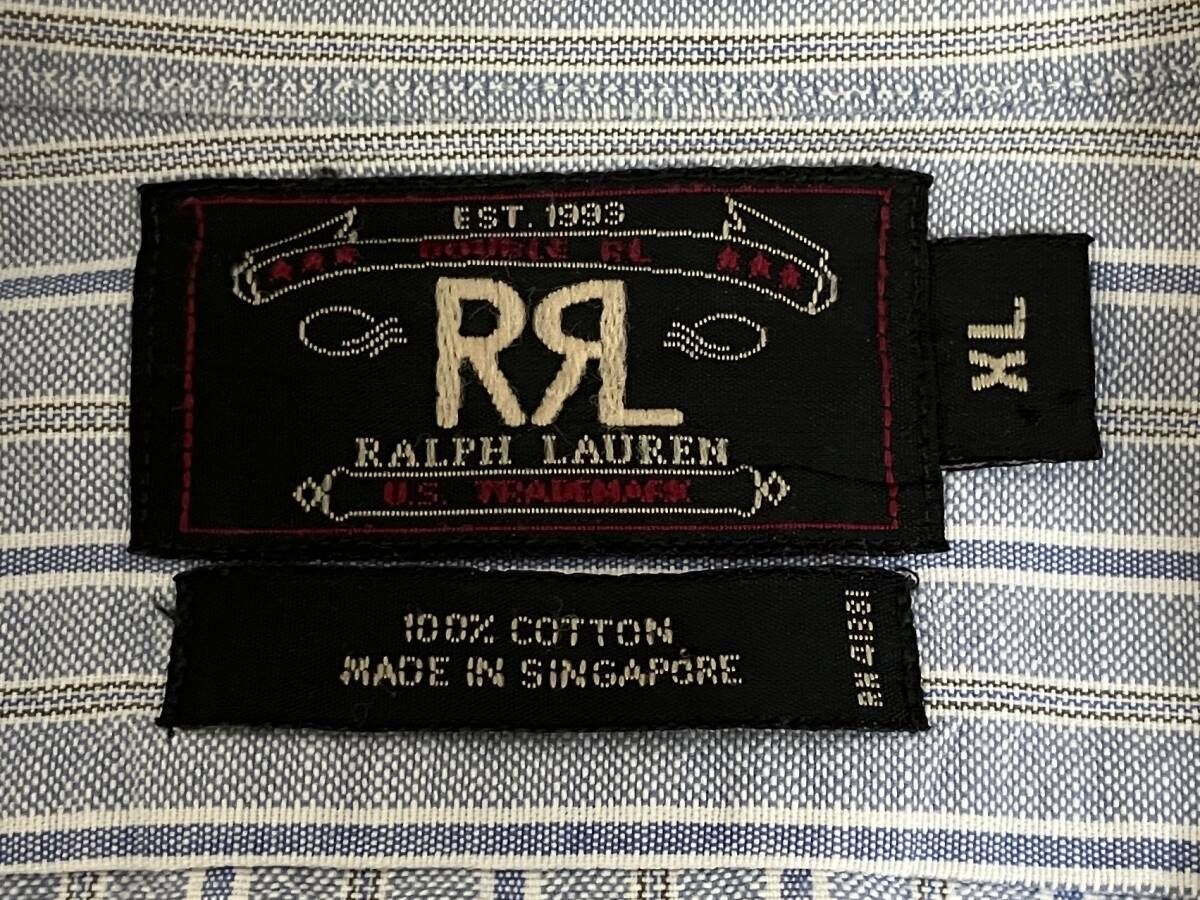 EST. 1993
DOUBLE RL
RRL
RALPH LAUREN
U.S. TRADEMARK
XL
100% COTTON
MADE IN SINGAPORE